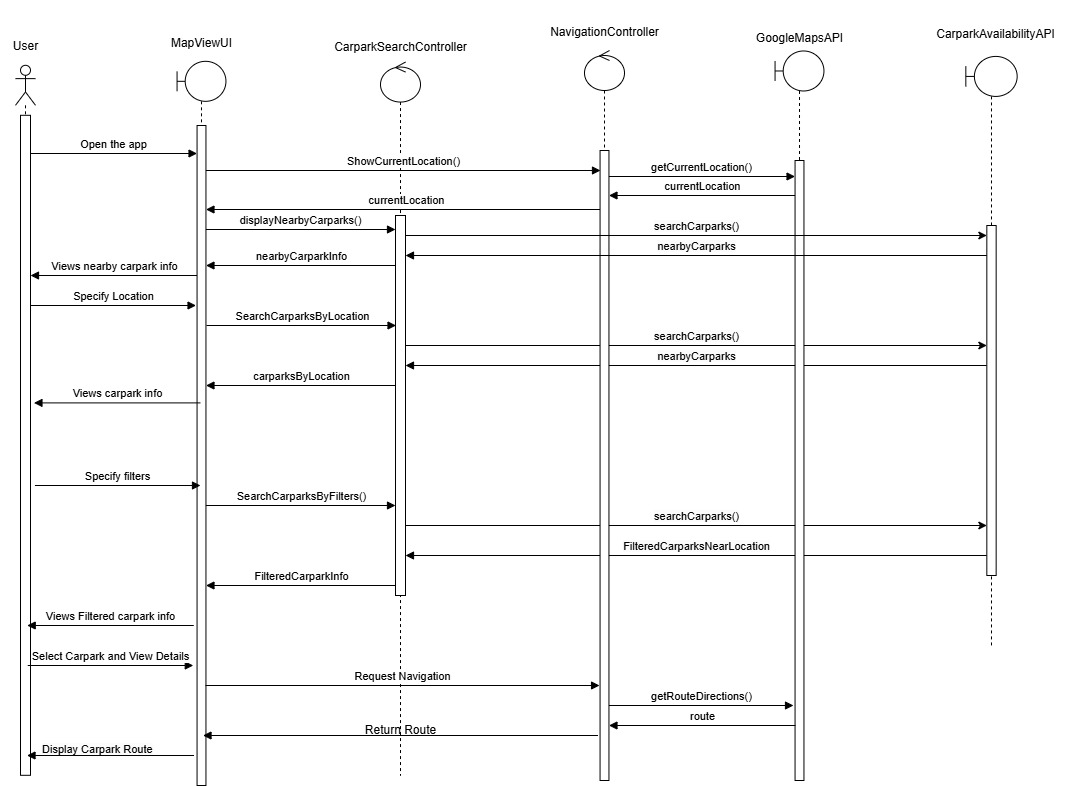 User
MapViewUI
CarparkSearchController
NavigationController
GoogleMapsAPI
CarparkAvailabilityAPI
Open the app
ShowCurrentLocation()
getCurrentLocation()
currentLocation
currentLocation
displayNearbyCarparks()
searchCarparks()
nearbyCarparks
nearbyCarparkInfo
Views nearby carpark info
Specify Location
SearchCarparksByLocation
searchCarparks()
nearbyCarparks
carparksByLocation
Views carpark info
Specify filters
SearchCarparksByFilters()
searchCarparks()
FilteredCarparksNearLocation
FilteredCarparkInfo
Views Filtered carpark info
Select Carpark and View Details
Request Navigation
getRouteDirections()
route
Return Route
Display Carpark Route